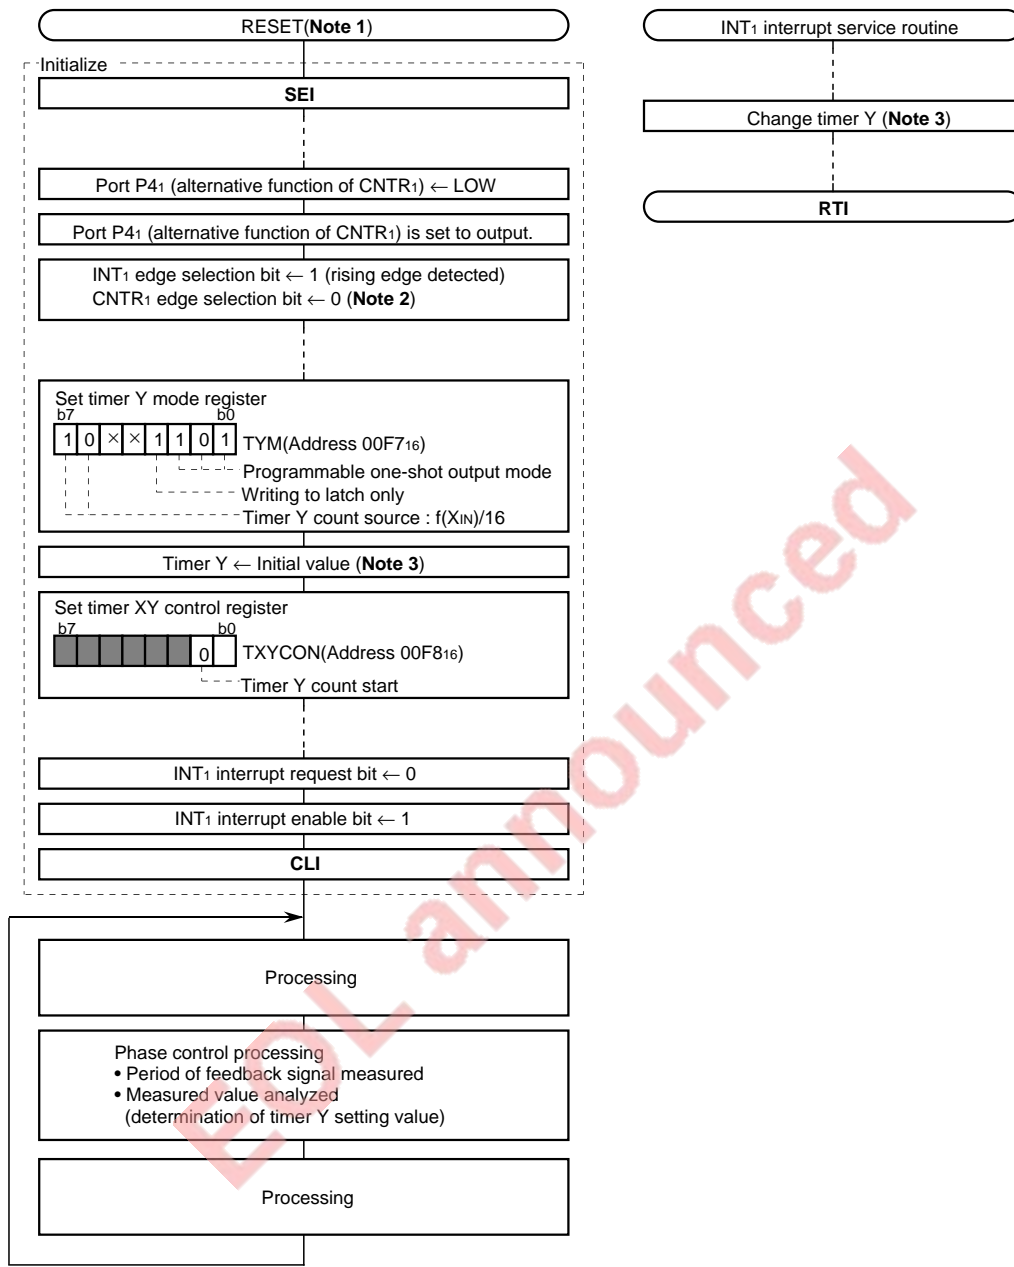 RESET(Note 1)
Initialize
SEI
Port P41 (alternative function of CNTR1) ← LOW
Port P41 (alternative function of CNTR1) is set to output.
INT1 edge selection bit ← 1 (rising edge detected)
CNTR1 edge selection bit ← 0 (Note 2)
Set timer Y mode register
b7 b0
1 0 × × 1 1 0 1 TYM(Address 00F716)
Programmable one-shot output mode
Writing to latch only
Timer Y count source : f(XIN)/16
Timer Y ← Initial value (Note 3)
Set timer XY control register
b7 b0
0 TXYCON(Address 00F816)
Timer Y count start
INT1 interrupt request bit ← 0
INT1 interrupt enable bit ← 1
CLI
Processing
Phase control processing
• Period of feedback signal measured
• Measured value analyzed
(determination of timer Y setting value)
Processing
INT1 interrupt service routine
Change timer Y (Note 3)
RTI
EOL announced